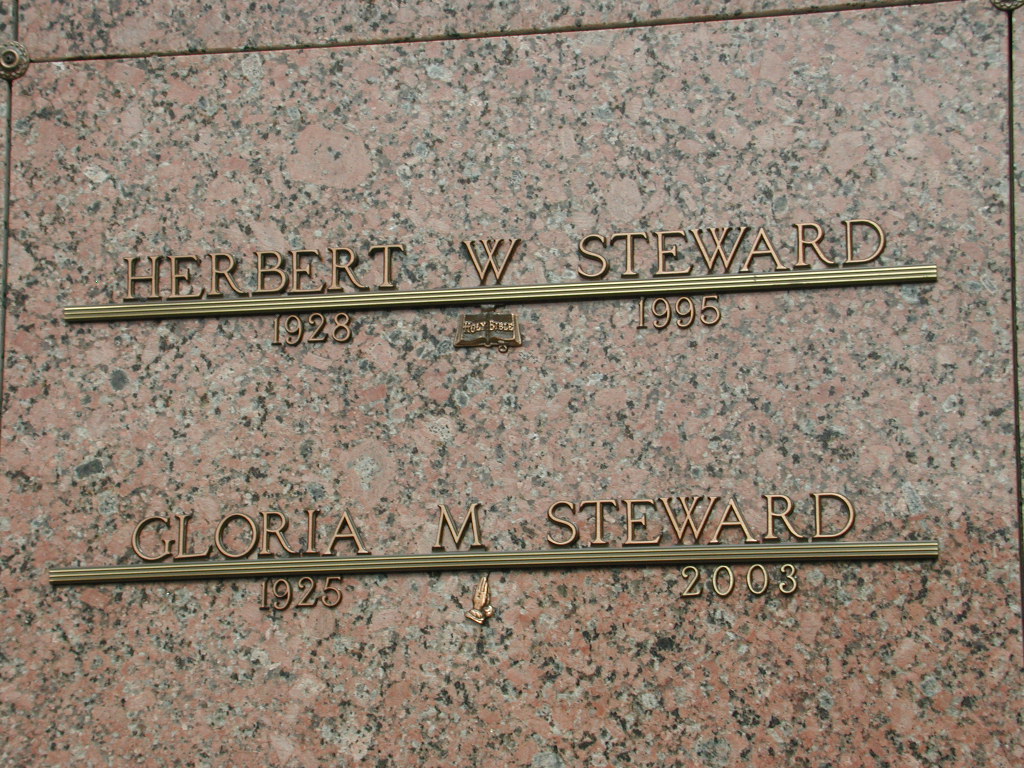 HERBERT W STEWARD
1928 HOLY BIBLE 1995
GLORIA M STEWARD
1925 2003